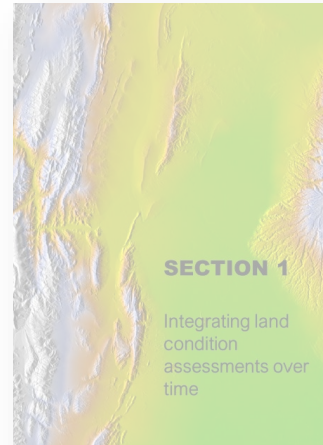 SECTION 1
Integrating land
condition
assessments over
time